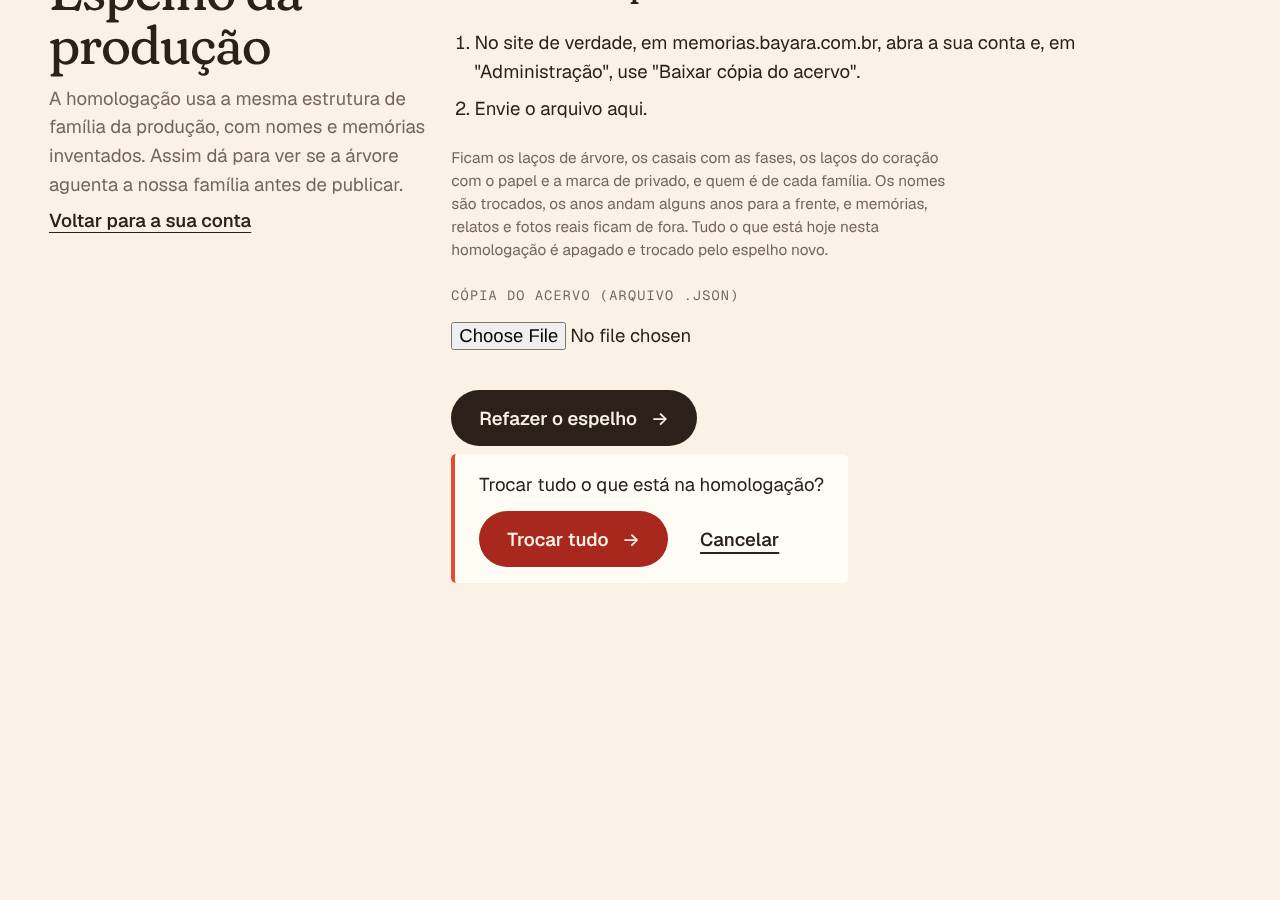 Espelho da
produção
A homologação usa a mesma estrutura de
família da produção, com nomes e memórias
inventados. Assim dá para ver se a árvore
aguenta a nossa família antes de publicar.
Voltar para a sua conta
1. No site de verdade, em memorias.bayara.com.br, abra a sua conta e, em
"Administração", use "Baixar cópia do acervo".
2. Envie o arquivo aqui.
Ficam os laços de árvore, os casais com as fases, os laços do coração
com o papel e a marca de privado, e quem é de cada família. Os nomes
são trocados, os anos andam alguns anos para a frente, e memórias,
relatos e fotos reais ficam de fora. Tudo o que está hoje nesta
homologação é apagado e trocado pelo espelho novo.
CÓPIA DO ACERVO (ARQUIVO .JSON)
Choose File No file chosen
Refazer o espelho →
Trocar tudo o que está na homologação?
Trocar tudo → Cancelar